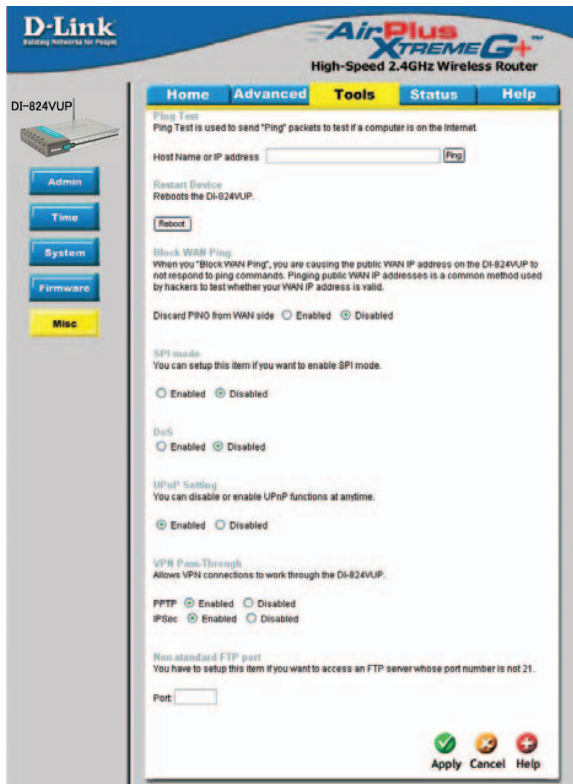 D-Link
Building Networks for People
AirPlus
XTREME G+™
High-Speed 2.4GHz Wireless Router
DI-824VUP
Home
Advanced
Tools
Status
Help
Admin
Time
System
Firmware
Misc
Ping Test
Ping Test is used to send "Ping" packets to test if a computer is on the Internet.
Host Name or IP address
Ping
Restart Device
Reboots the DI-824VUP.
Reboot
Block WAN Ping
When you "Block WAN Ping", you are causing the public WAN IP address on the DI-824VUP to
not respond to ping commands. Pinging public WAN IP addresses is a common method used
by hackers to test whether your WAN IP address is valid.
Discard PING from WAN side Enabled Disabled
SPI mode
You can setup this item if you want to enable SPI mode.
Enabled Disabled
DoS
Enabled Disabled
UPnP Setting
You can disable or enable UPnP functions at anytime.
Enabled Disabled
VPN Pass-Through
Allows VPN connections to work through the DI-824VUP.
PPTP Enabled Disabled
IPSec Enabled Disabled
Non-standard FTP port
You have to setup this item if you want to access an FTP server whose port number is not 21.
Port
Apply Cancel Help